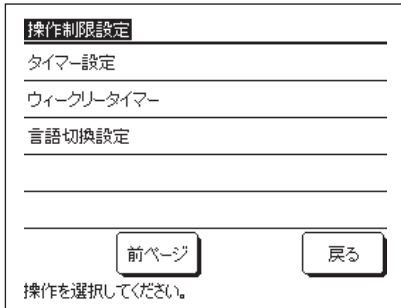 操作制限設定
タイマー設定
ウィークリータイマー
言語切換設定
前ページ 戻る
操作を選択してください。